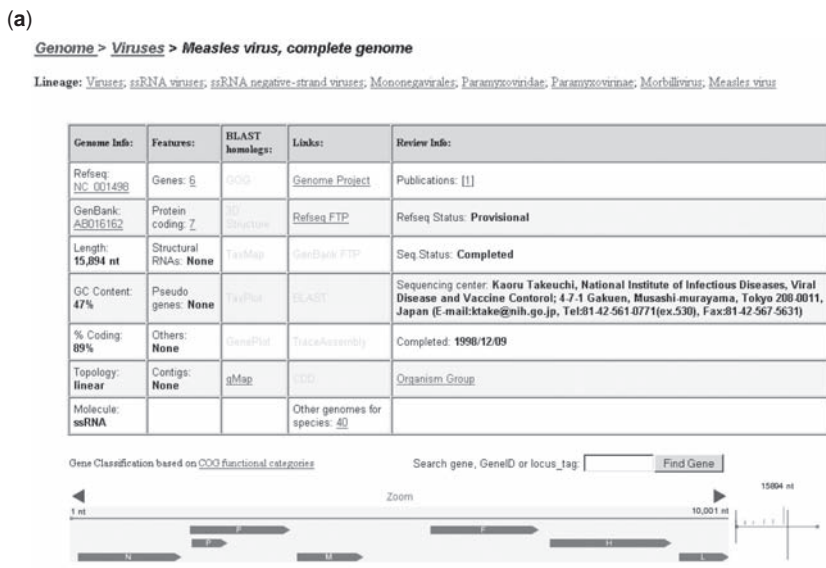 (a)
Genome > Viruses > Measles virus, complete genome
Lineage: Viruses; ssRNA viruses; ssRNA negative-strand viruses; Mononegavirales; Paramyxoviridae; Paramyxovirinae; Morbillivirus; Measles virus
Genome Info: Features: BLAST homologs: Links: Review Info:
Refseq: NC_001498 Genes: 6 COG Genome Project Publications: [1]
GenBank: AB016162 Protein coding: 7 3D Structure Refseq FTP Refseq Status: Provisional
Length: 15,894 nt Structural RNAs: None TaxMap GenBank FTP Seq.Status: Completed
GC Content: 47% Pseudo genes: None TaxPlot BLAST Sequencing center: Kaoru Takeuchi, National Institute of Infectious Diseases, Viral Disease and Vaccine Contorol; 4-7-1 Gakuen, Musashi-murayama, Tokyo 208-0011, Japan (E-mail:ktake@nih.go.jp, Tel:81-42-561-0771(ex.530), Fax:81-42-567-5631)
% Coding: 89% Others: None GenePlot TraceAssembly Completed: 1998/12/09
Topology: linear Contigs: None gMap CDD Organism Group
Molecule: ssRNA Other genomes for species: 40
Gene Classification based on COG functional categories Search gene, GeneID or locus_tag: Find Gene
Zoom 15894 nt
1 nt 10,001 nt
P F
P H
N M L